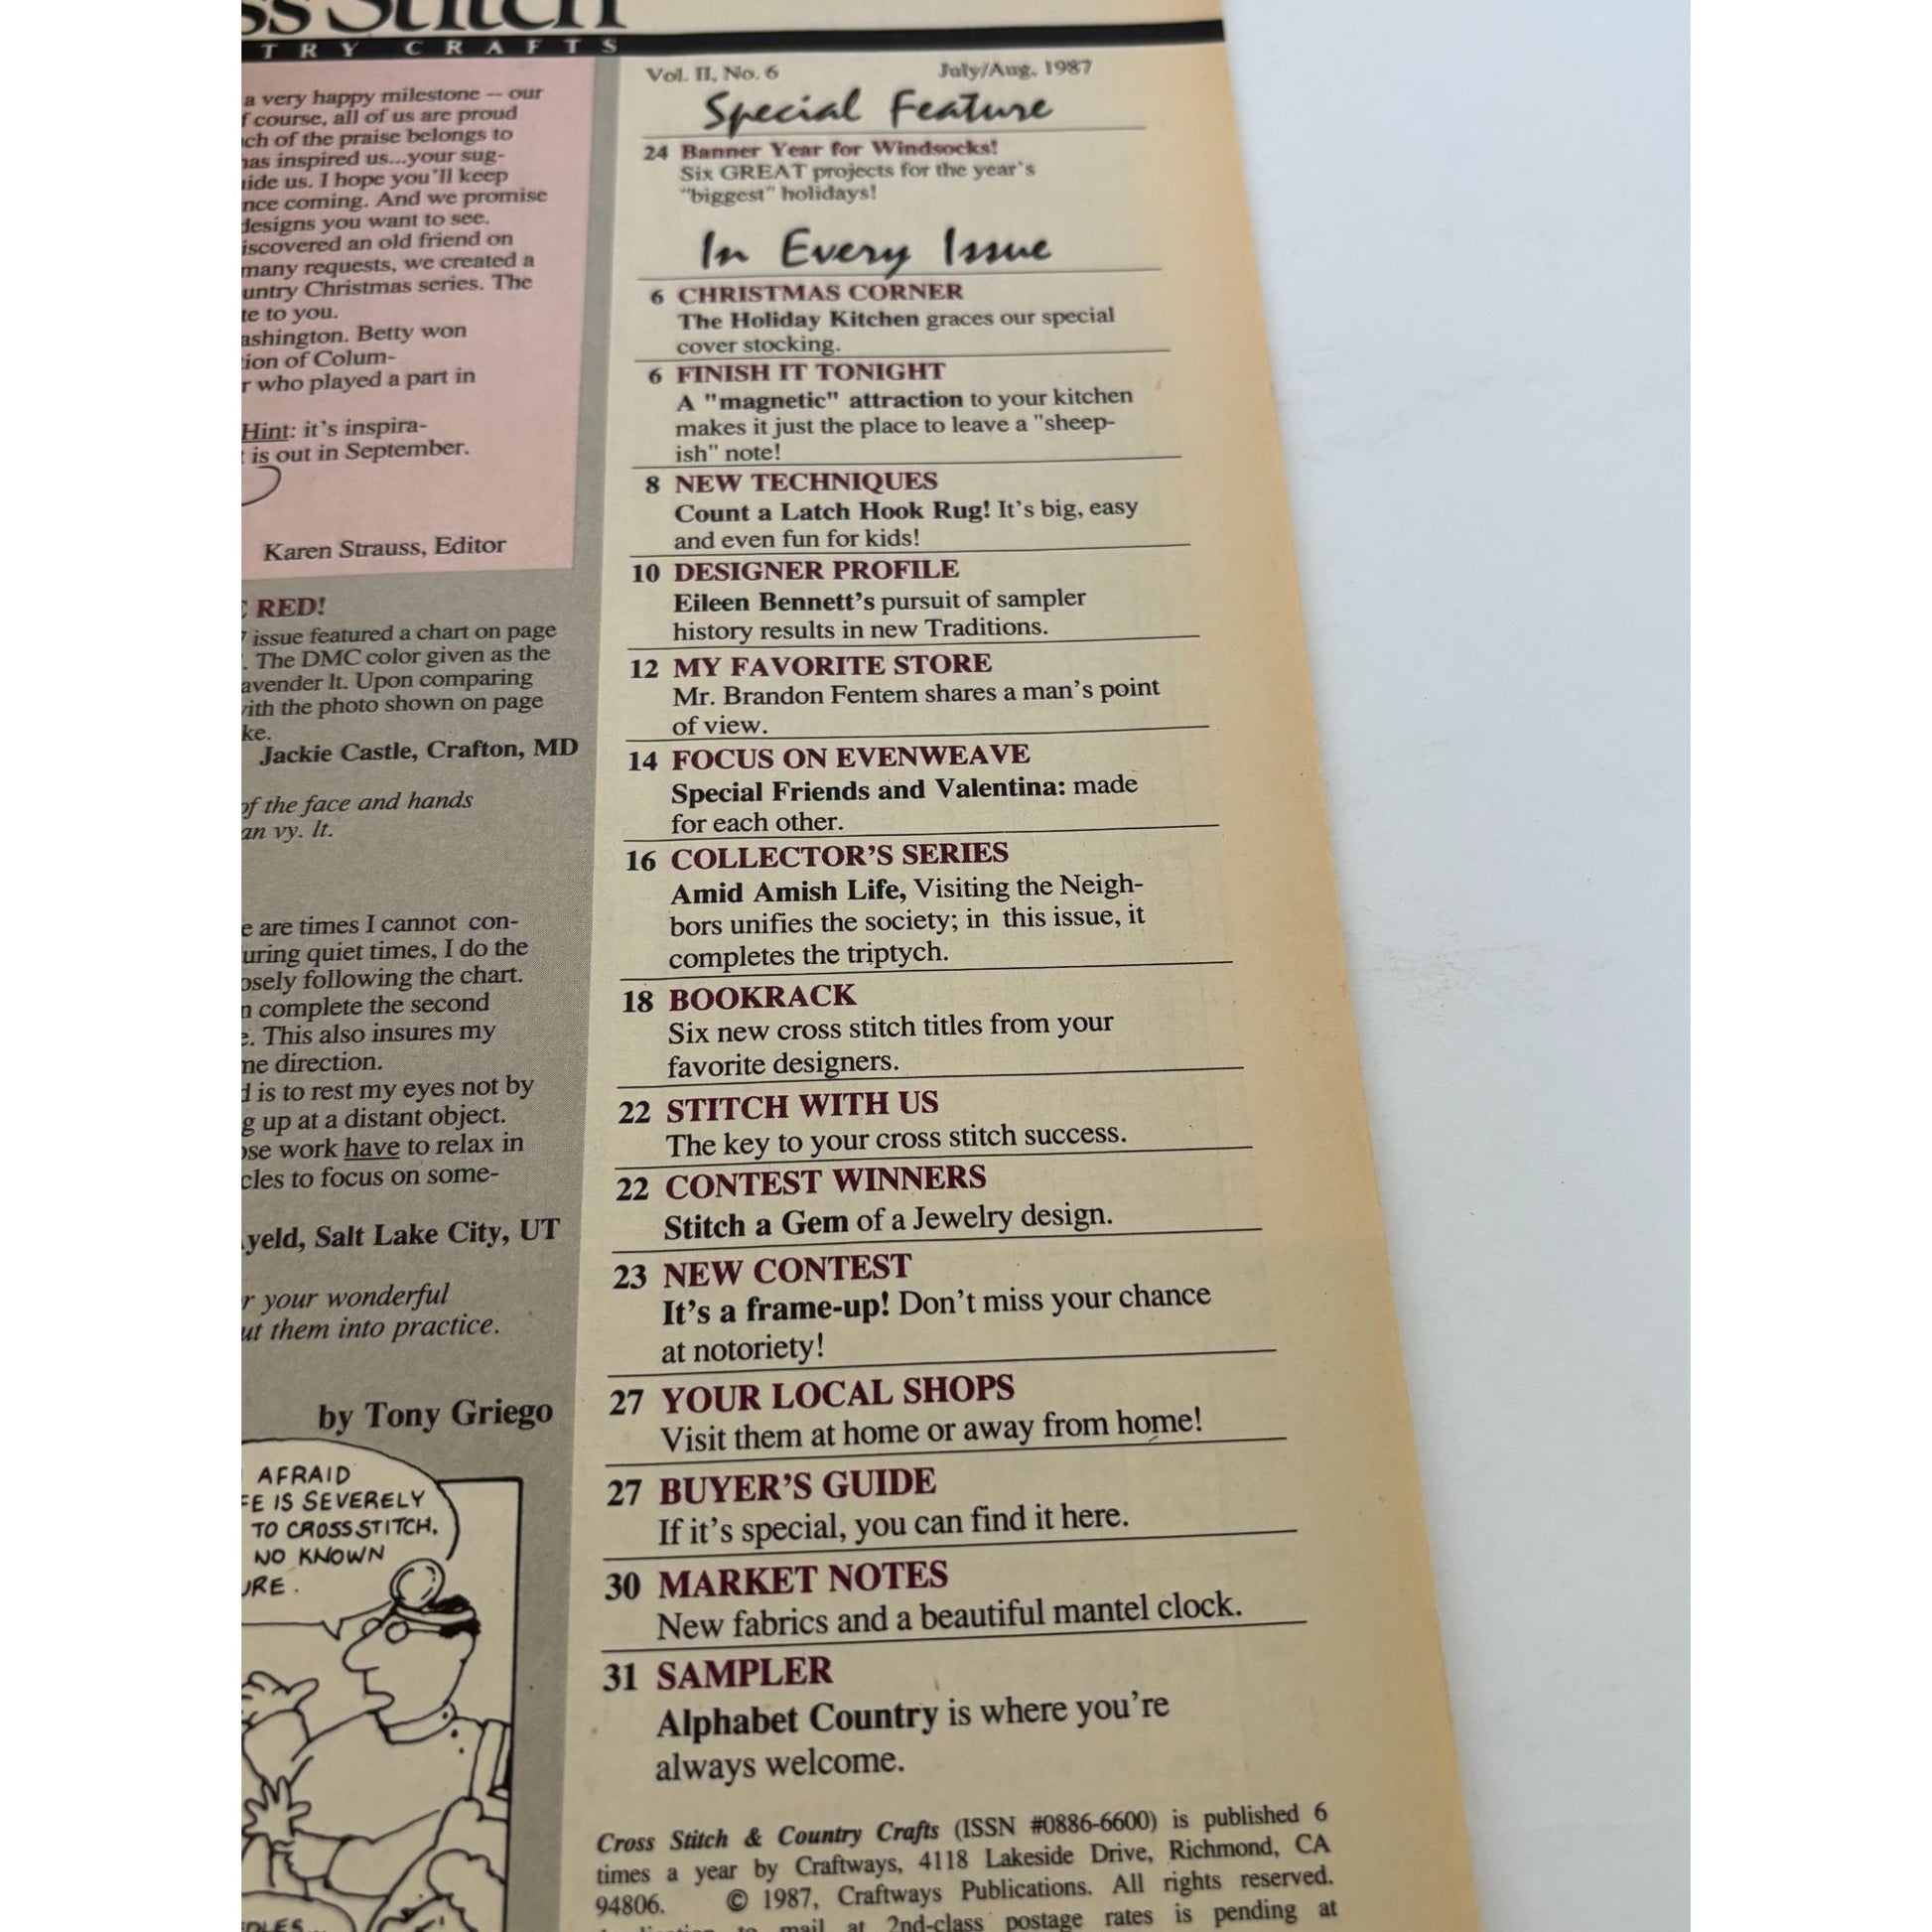 ss Stitch
TRY CRAFTS
a very happy milestone -- our
f course, all of us are proud
ch of the praise belongs to
has inspired us...your sug-
ide us. I hope you'll keep
nce coming. And we promise
designs you want to see.
iscovered an old friend on
many requests, we created a
untry Christmas series. The
te to you.
ashington. Betty won
ion of Colum-
r who played a part in
Hint: it's inspira-
is out in September.
Karen Strauss, Editor
RED!
issue featured a chart on page
. The DMC color given as the
avender lt. Upon comparing
with the photo shown on page
ke.
Jackie Castle, Crafton, MD
of the face and hands
an vy. lt.
e are times I cannot con-
uring quiet times, I do the
osely following the chart.
n complete the second
e. This also insures my
ne direction.
d is to rest my eyes not by
g up at a distant object.
ose work have to relax in
cles to focus on some-
yeld, Salt Lake City, UT
r your wonderful
ut them into practice.
by Tony Griego
AFRAID
FE IS SEVERELY
TO CROSS STITCH.
NO KNOWN
URE.
Vol. II, No. 6 July/Aug. 1987
Special Feature
24 Banner Year for Windsocks!
Six GREAT projects for the year's
"biggest" holidays!
In Every Issue
6 CHRISTMAS CORNER
The Holiday Kitchen graces our special
cover stocking.
6 FINISH IT TONIGHT
A "magnetic" attraction to your kitchen
makes it just the place to leave a "sheep-
ish" note!
8 NEW TECHNIQUES
Count a Latch Hook Rug! It's big, easy
and even fun for kids!
10 DESIGNER PROFILE
Eileen Bennett's pursuit of sampler
history results in new Traditions.
12 MY FAVORITE STORE
Mr. Brandon Fentem shares a man's point
of view.
14 FOCUS ON EVENWEAVE
Special Friends and Valentina: made
for each other.
16 COLLECTOR'S SERIES
Amid Amish Life, Visiting the Neigh-
bors unifies the society; in this issue, it
completes the triptych.
18 BOOKRACK
Six new cross stitch titles from your
favorite designers.
22 STITCH WITH US
The key to your cross stitch success.
22 CONTEST WINNERS
Stitch a Gem of a Jewelry design.
23 NEW CONTEST
It's a frame-up! Don't miss your chance
at notoriety!
27 YOUR LOCAL SHOPS
Visit them at home or away from home!
27 BUYER'S GUIDE
If it's special, you can find it here.
30 MARKET NOTES
New fabrics and a beautiful mantel clock.
31 SAMPLER
Alphabet Country is where you're
always welcome.
Cross Stitch & Country Crafts (ISSN #0886-6600) is published 6
times a year by Craftways, 4118 Lakeside Drive, Richmond, CA
94806. © 1987, Craftways Publications. All rights reserved.
to mail at 2nd-class postage rates is pending at